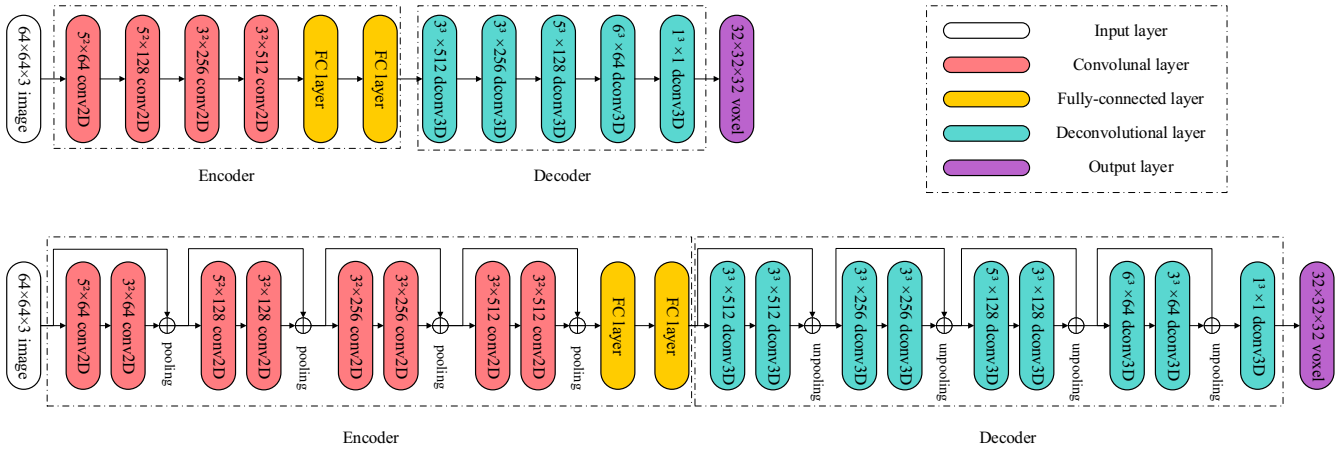 64×64×3 image
5²×64 conv2D
5²×128 conv2D
3²×256 conv2D
3²×512 conv2D
FC layer
FC layer
3³×512 dconv3D
3³×256 dconv3D
5³×128 dconv3D
6³×64 dconv3D
1³×1 dconv3D
32×32×32 voxel
Encoder
Decoder
Input layer
Convolunal layer
Fully-connected layer
Deconvolutional layer
Output layer
64×64×3 image
5²×64 conv2D
3²×64 conv2D
pooling
5²×128 conv2D
3²×128 conv2D
pooling
3²×256 conv2D
3²×256 conv2D
pooling
3²×512 conv2D
3²×512 conv2D
pooling
FC layer
FC layer
3³×512 dconv3D
3³×512 dconv3D
unpooling
3³×256 dconv3D
3³×256 dconv3D
unpooling
5³×128 dconv3D
3³×128 dconv3D
unpooling
6³×64 dconv3D
3³×64 dconv3D
unpooling
1³×1 dconv3D
32×32×32 voxel
Encoder
Decoder